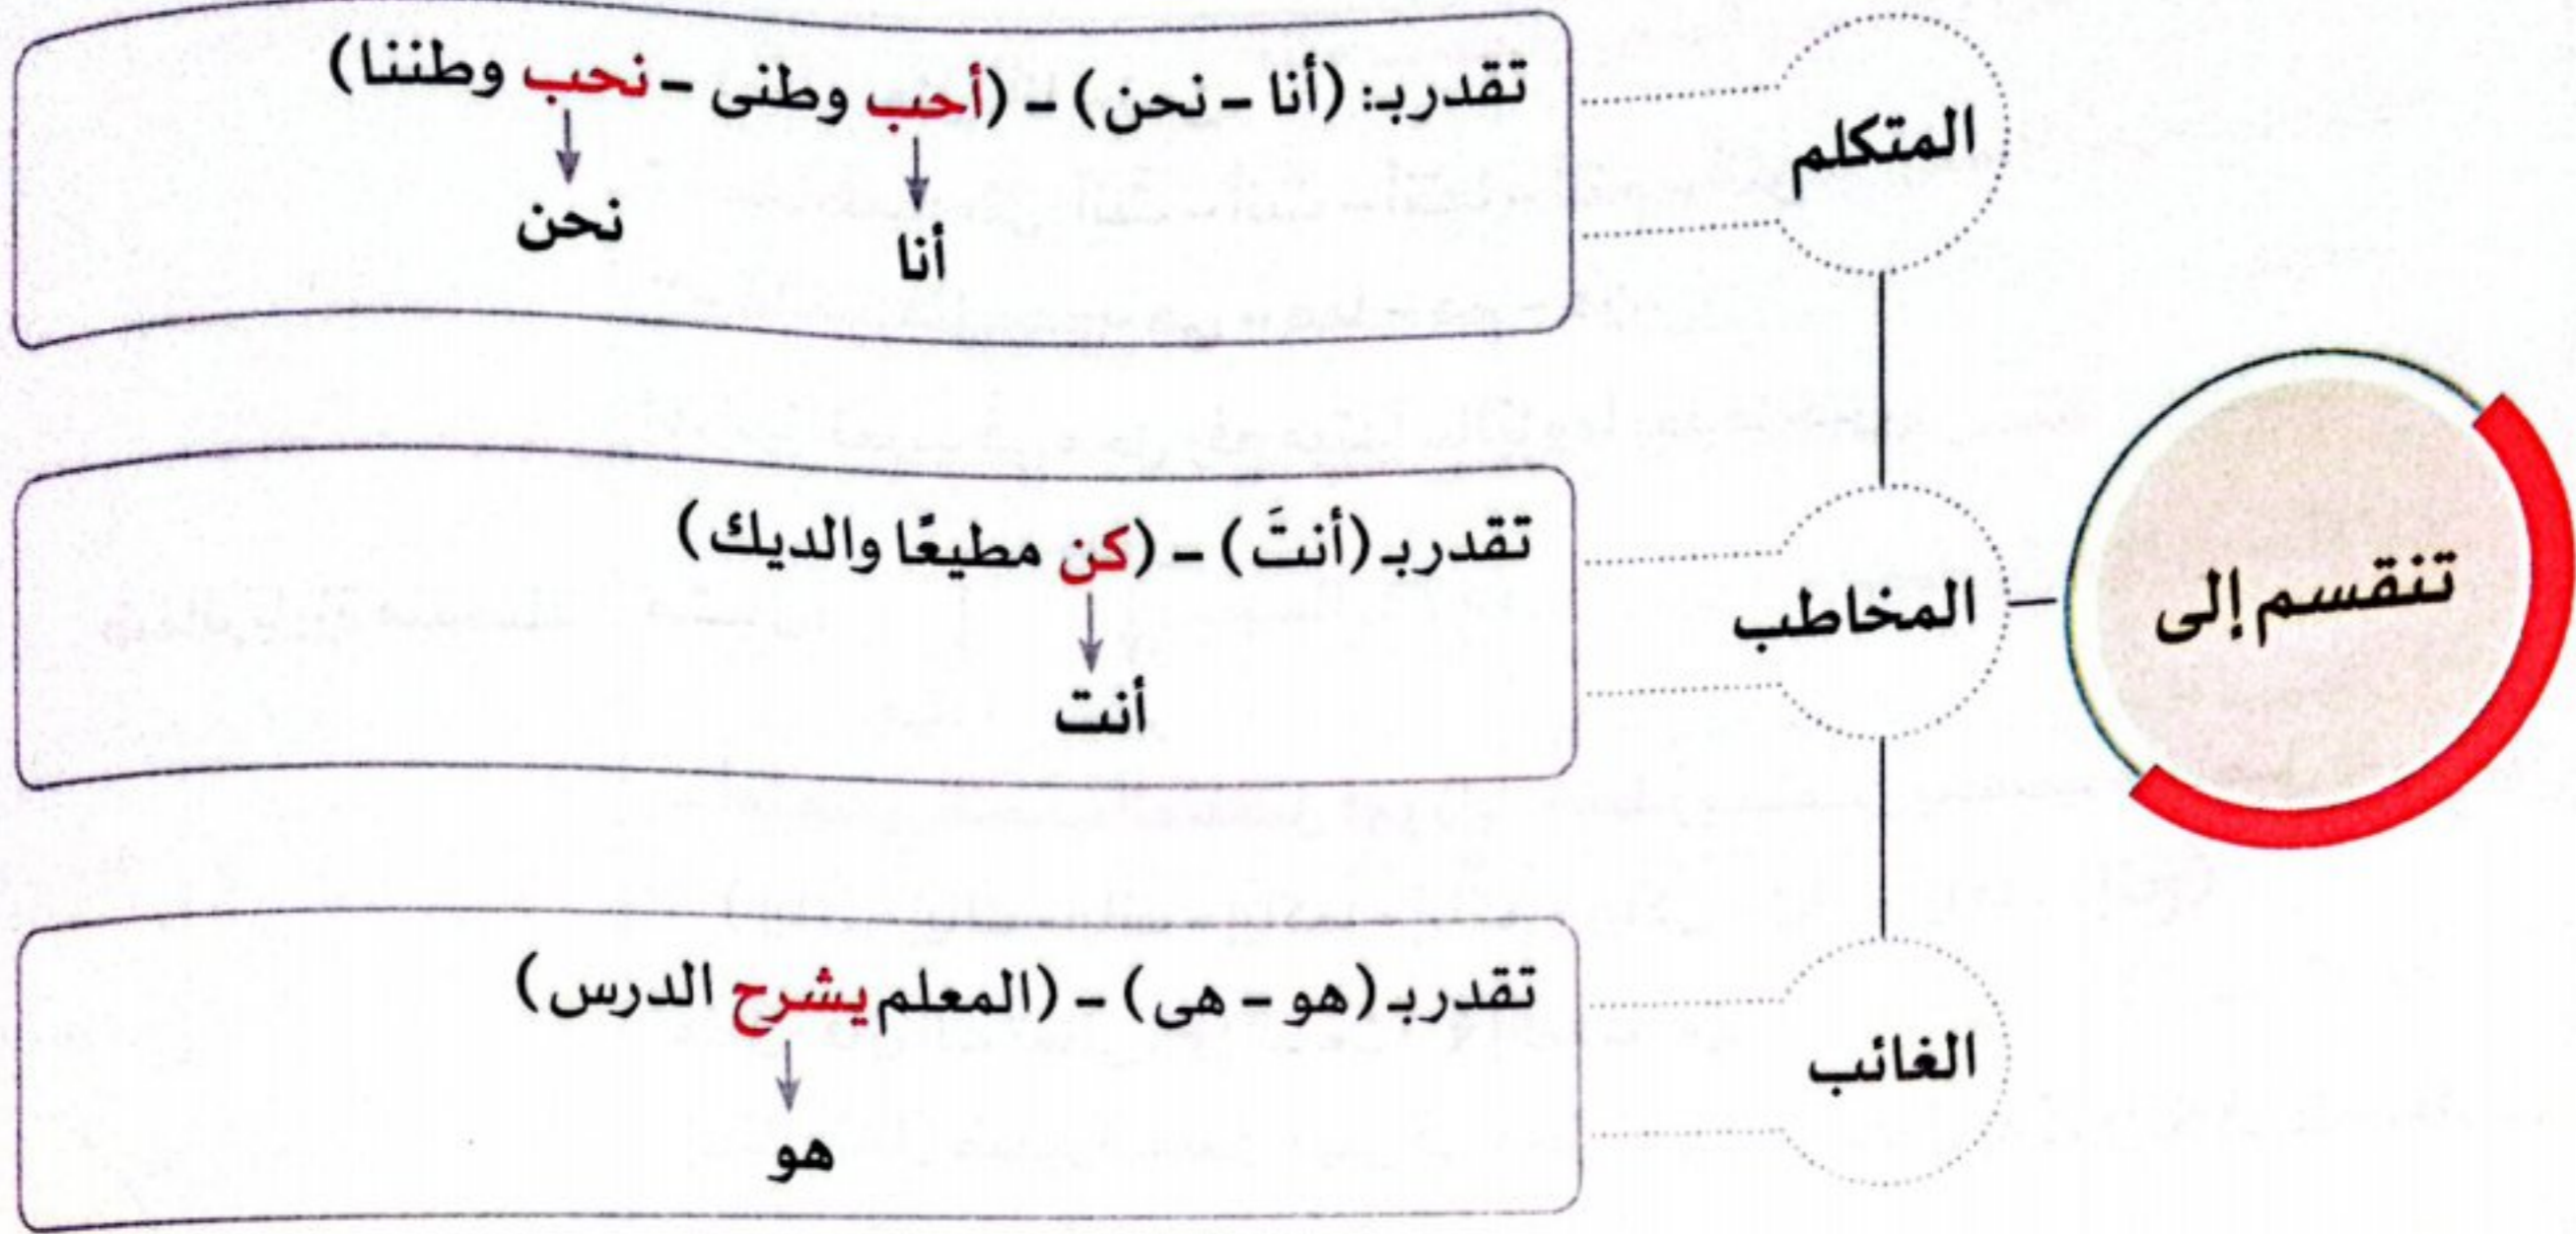 تنقسم إلى
المتكلم
تقدر بـ: (أنا - نحن) - (أحب وطنى - نحب وطننا)
أنا
نحن
المخاطب
تقدر بـ (أنتَ) - (كن مطيعًا والديك)
أنت
الغائب
تقدر بـ (هو - هى) - (المعلم يشرح الدرس)
هو